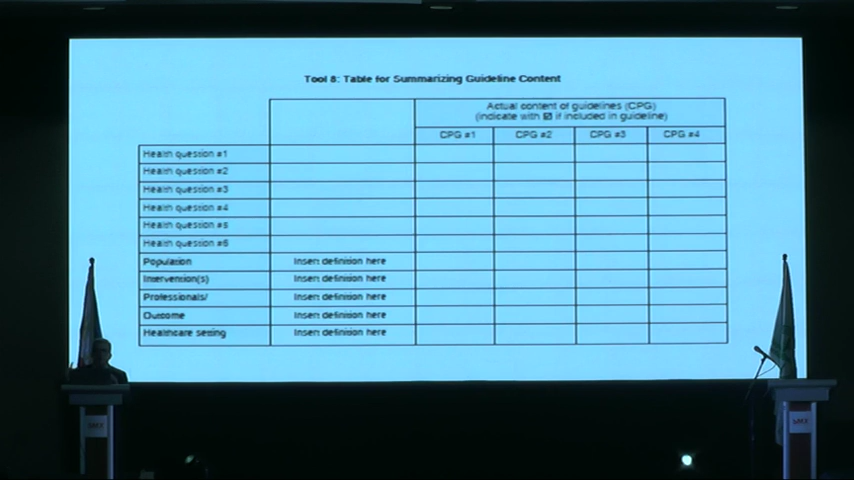 Tool 8: Table for Summarizing Guideline Content
Actual content of guidelines (CPG)
(indicate with ☑ if included in guideline)
CPG #1 CPG #2 CPG #3 CPG #4
Health question #1
Health question #2
Health question #3
Health question #4
Health question #5
Health question #6
Population Insert definition here
Intervention(s) Insert definition here
Professionals/ Insert definition here
Outcome Insert definition here
Healthcare setting Insert definition here